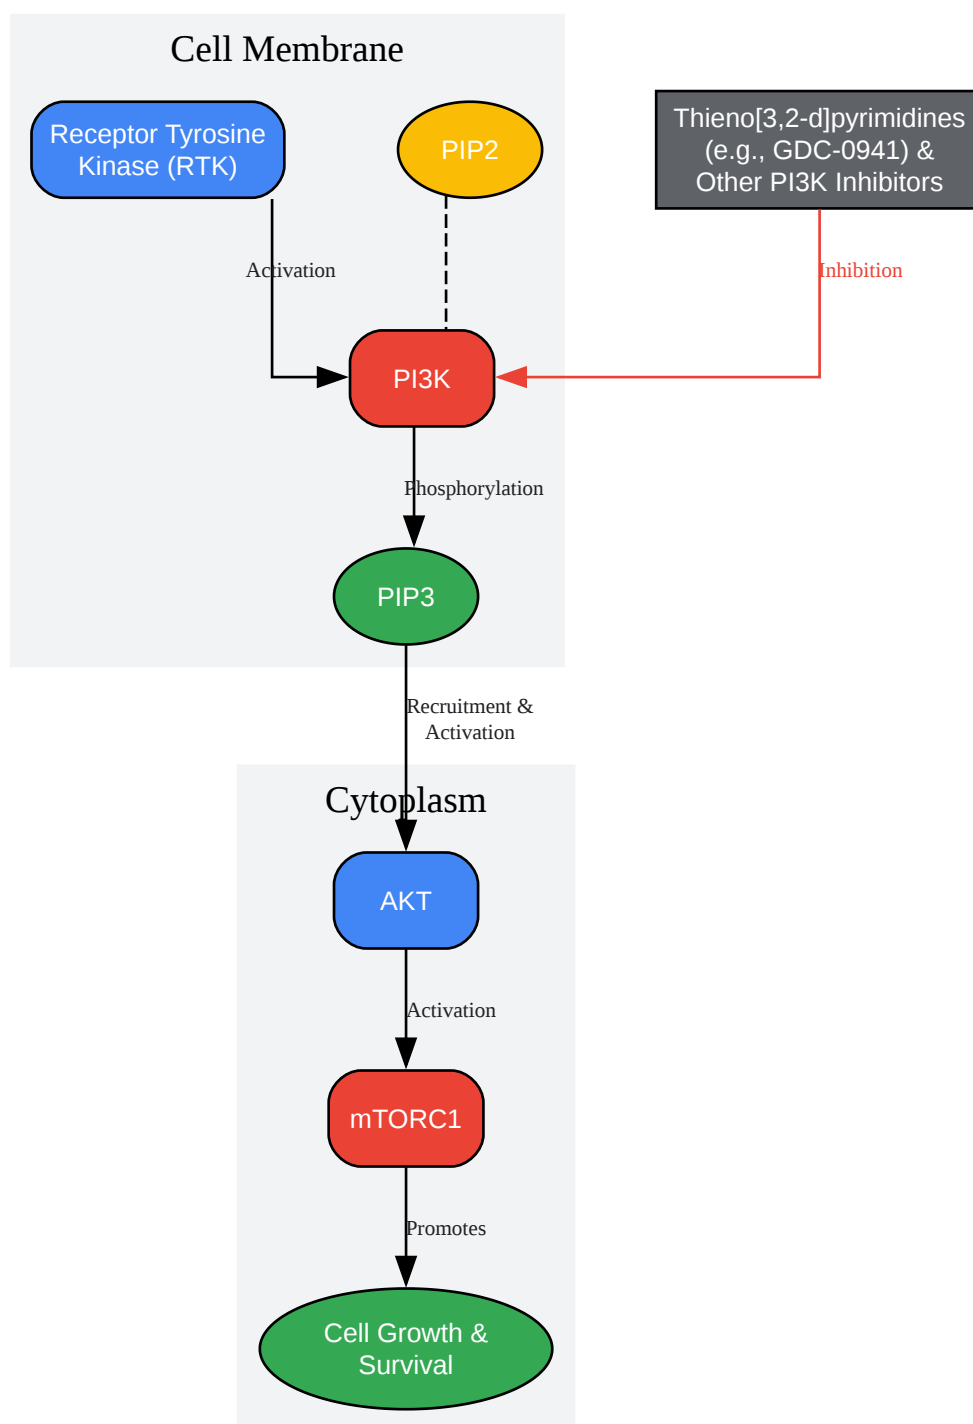 Cell Membrane
Receptor Tyrosine
Kinase (RTK)
PIP2
Thieno[3,2-d]pyrimidines
(e.g., GDC-0941) &
Other PI3K Inhibitors
Activation
Inhibition
PI3K
Phosphorylation
PIP3
Recruitment &
Activation
Cytoplasm
AKT
Activation
mTORC1
Promotes
Cell Growth &
Survival